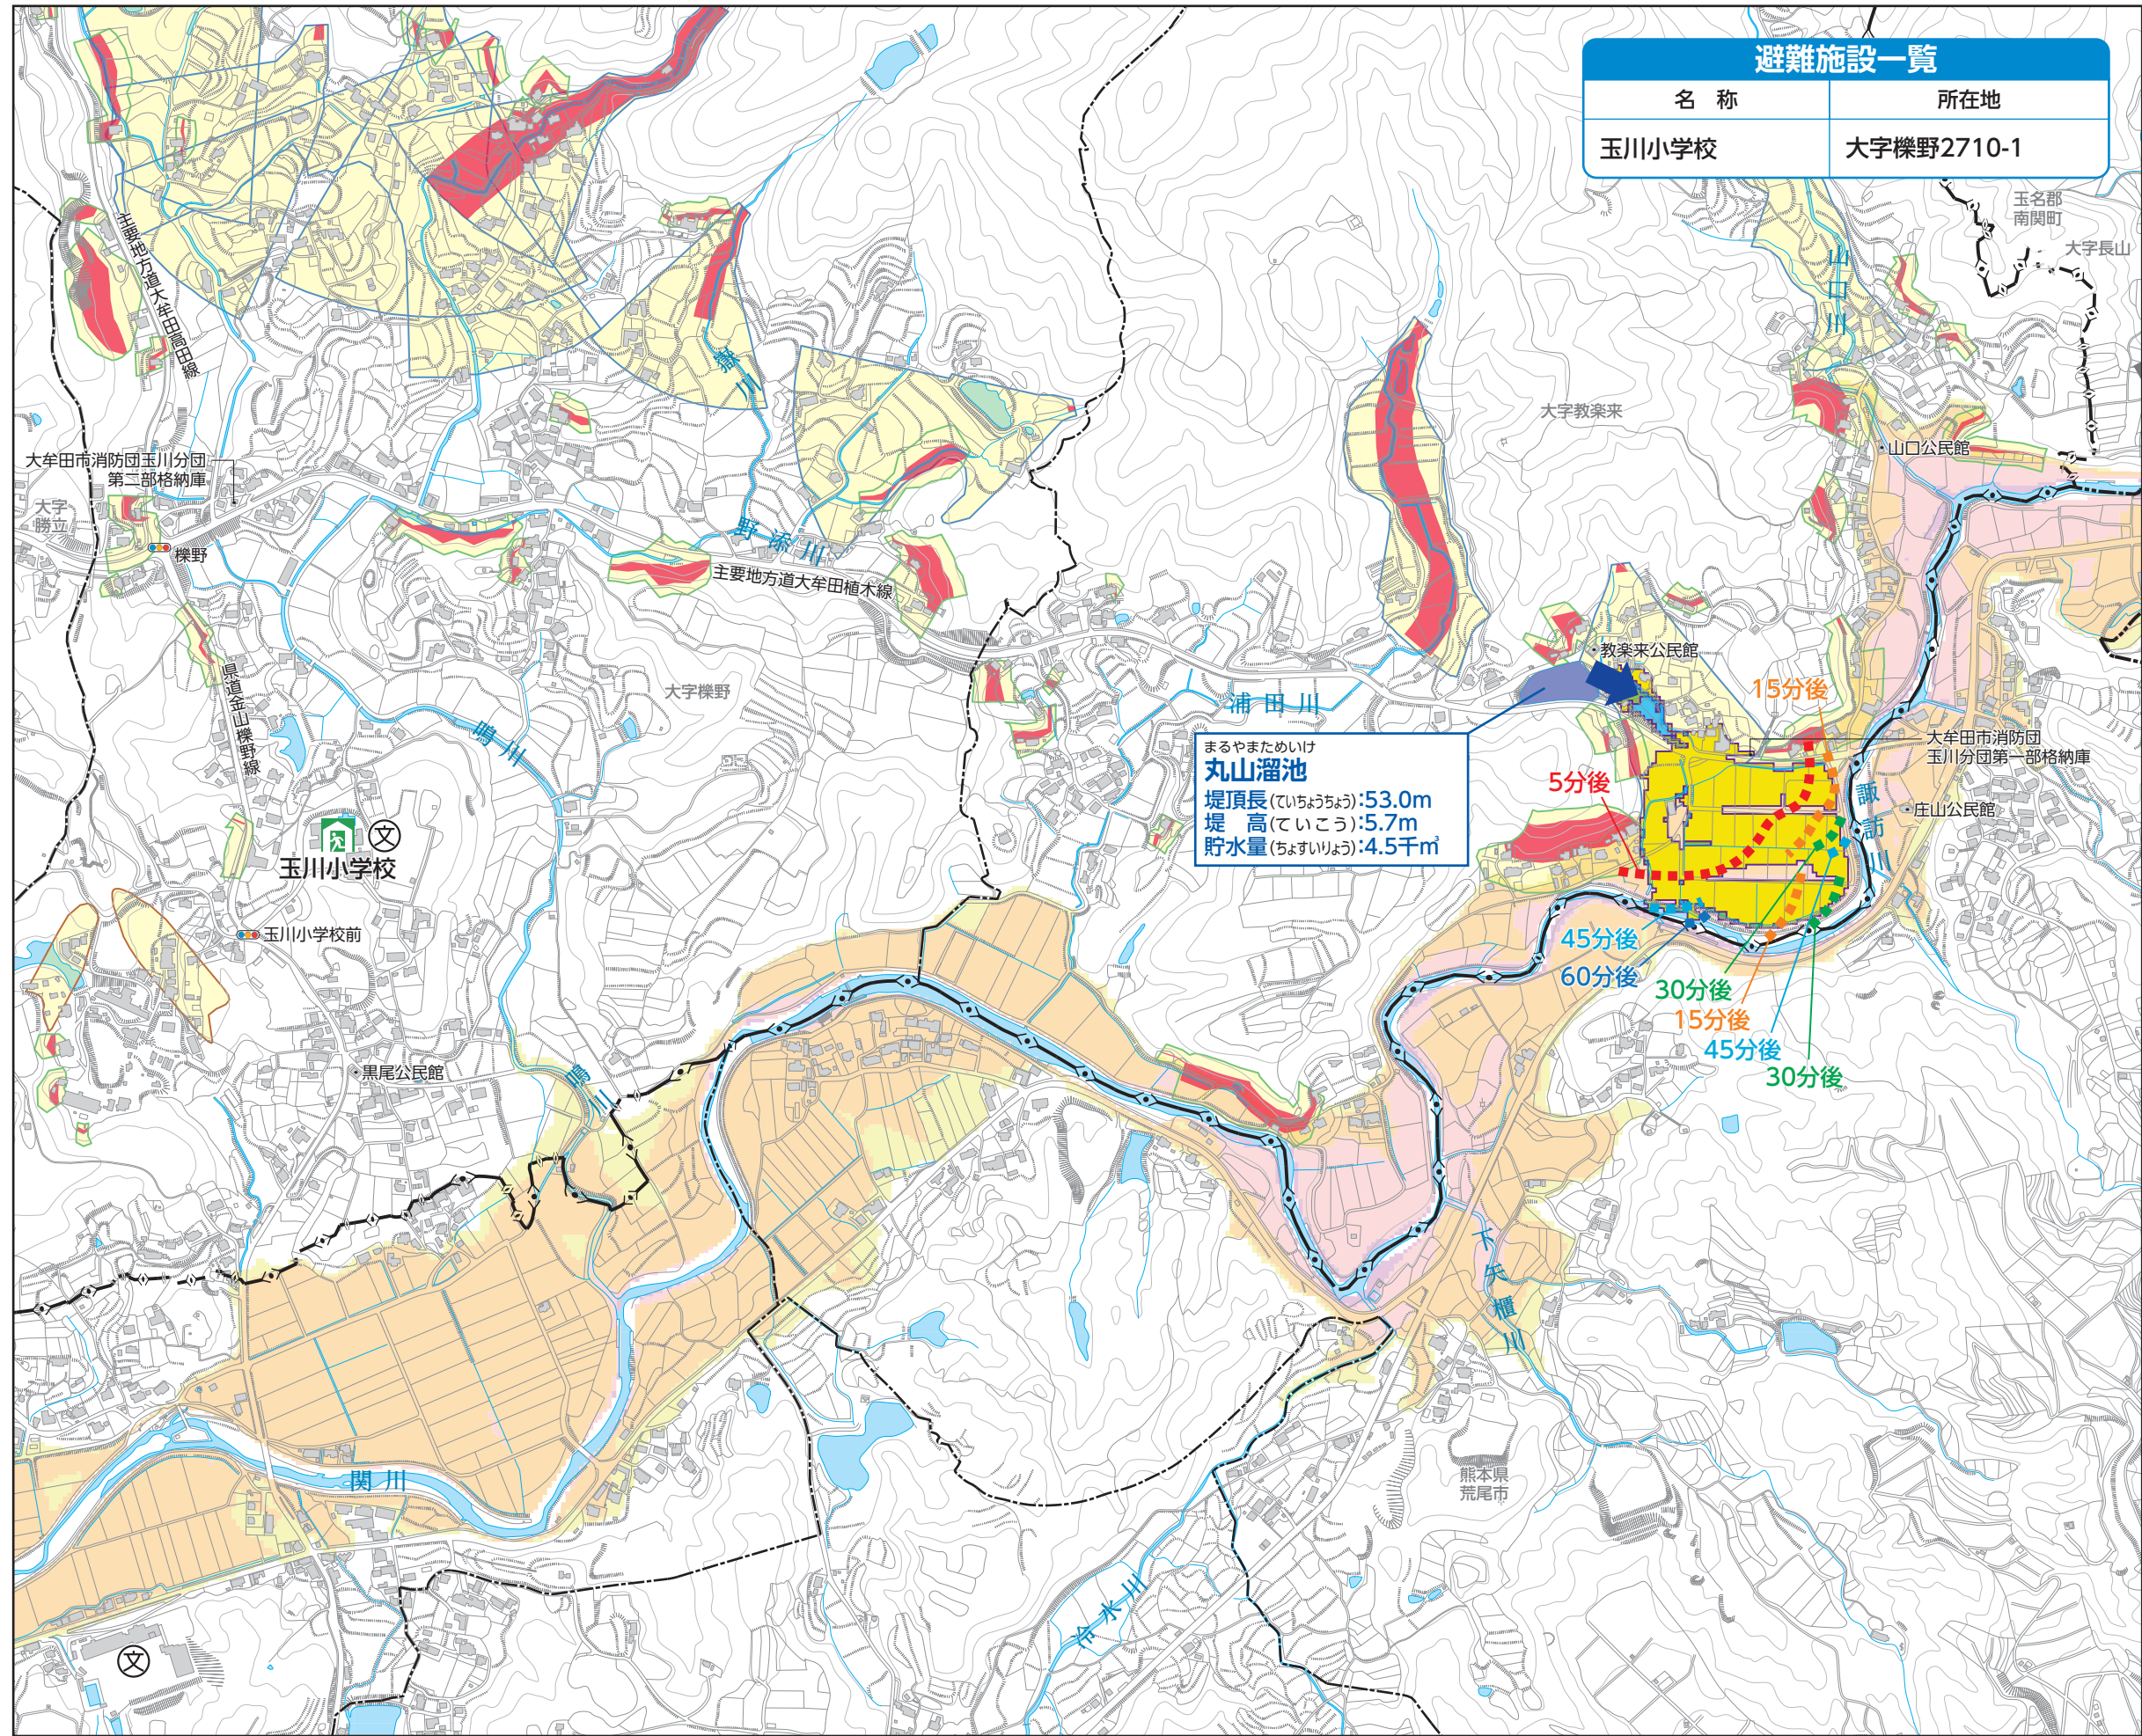 避難施設一覧
名 称 所在地
玉川小学校 大字櫟野2710-1
玉名郡
南関町
大字長山
山口川
主要地方道大牟田高田線
嶽川
大字教楽来
山口公民館
大牟田市消防団玉川分団
第二部格納庫
大字
勝立
櫟野
野添川
主要地方道大牟田植木線
県道金山櫟野線
大字櫟野
鳴川
浦田川
教楽来公民館
15分後
大牟田市消防団
玉川分団第一部格納庫
まるやまためいけ
丸山溜池
堤頂長(ていちょうちょう):53.0m
堤 高(ていこう):5.7m
貯水量(ちょすいりょう):4.5千㎥
5分後
諏訪川
庄山公民館
文
玉川小学校
玉川小学校前
45分後
60分後
30分後
15分後
45分後
30分後
黒尾公民館
鳴川
干矢櫃川
関川
熊本県
荒尾市
冷水川
文